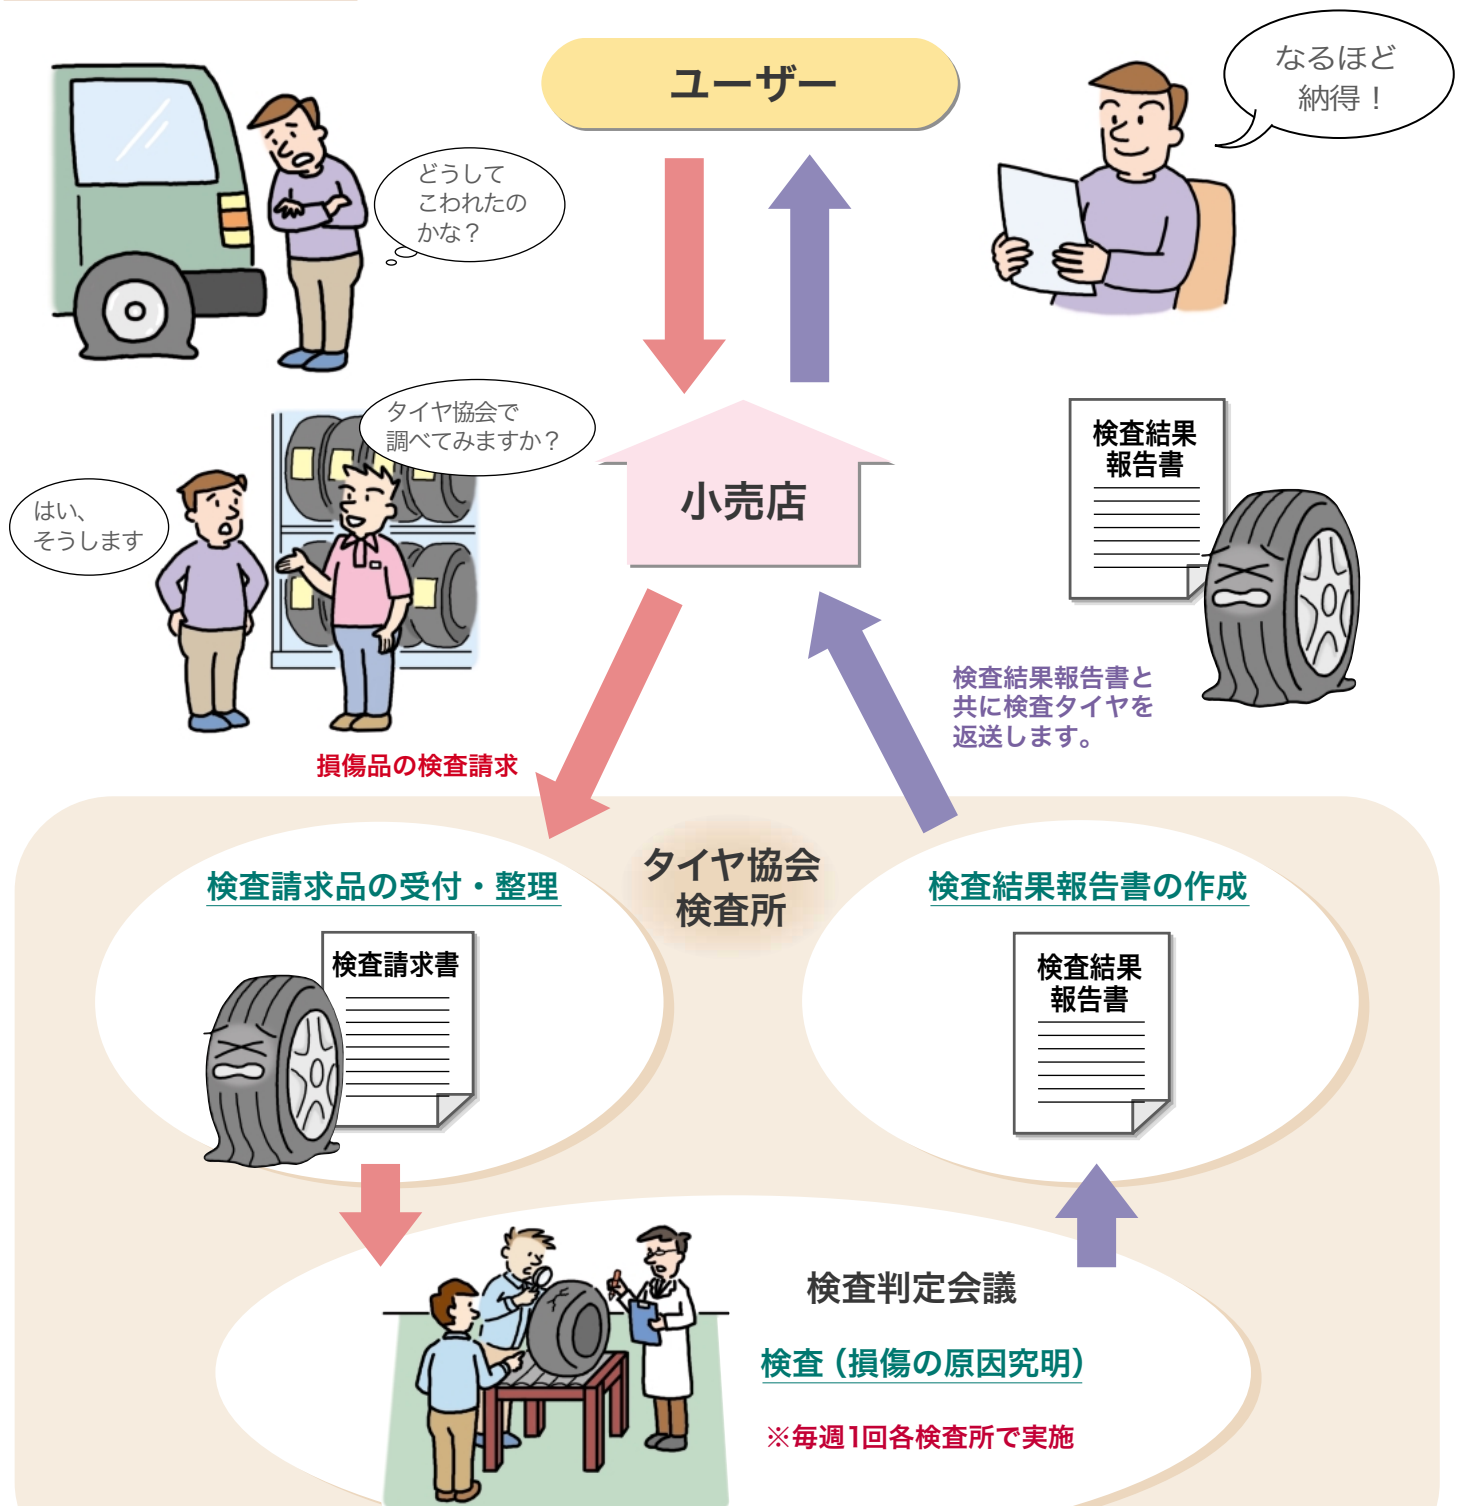 ユーザー
なるほど
納得！
どうして
こわれたの
かな？
タイヤ協会で
調べてみますか？
はい、
そうします
小売店
検査結果
報告書
検査結果報告書と
共に検査タイヤを
返送します。
損傷品の検査請求
タイヤ協会
検査所
検査請求品の受付・整理
検査請求書
検査結果報告書の作成
検査結果
報告書
検査判定会議
検査（損傷の原因究明）
※毎週1回各検査所で実施